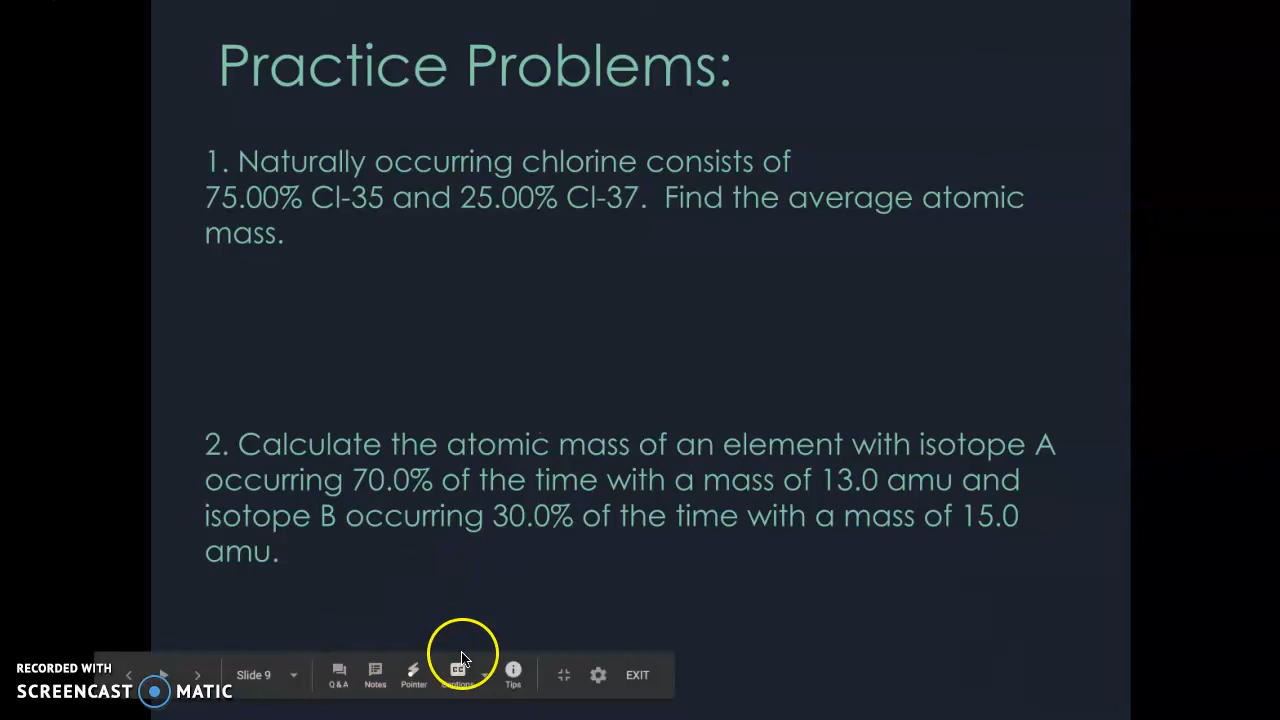 Practice Problems:
1. Naturally occurring chlorine consists of
75.00% Cl-35 and 25.00% Cl-37.  Find the average atomic
mass.
2. Calculate the atomic mass of an element with isotope A
occurring 70.0% of the time with a mass of 13.0 amu and
isotope B occurring 30.0% of the time with a mass of 15.0
amu.
Slide 9
Q & A
Notes
Pointer
CC
Captions
Tips
EXIT
RECORDED WITH
SCREENCAST MATIC